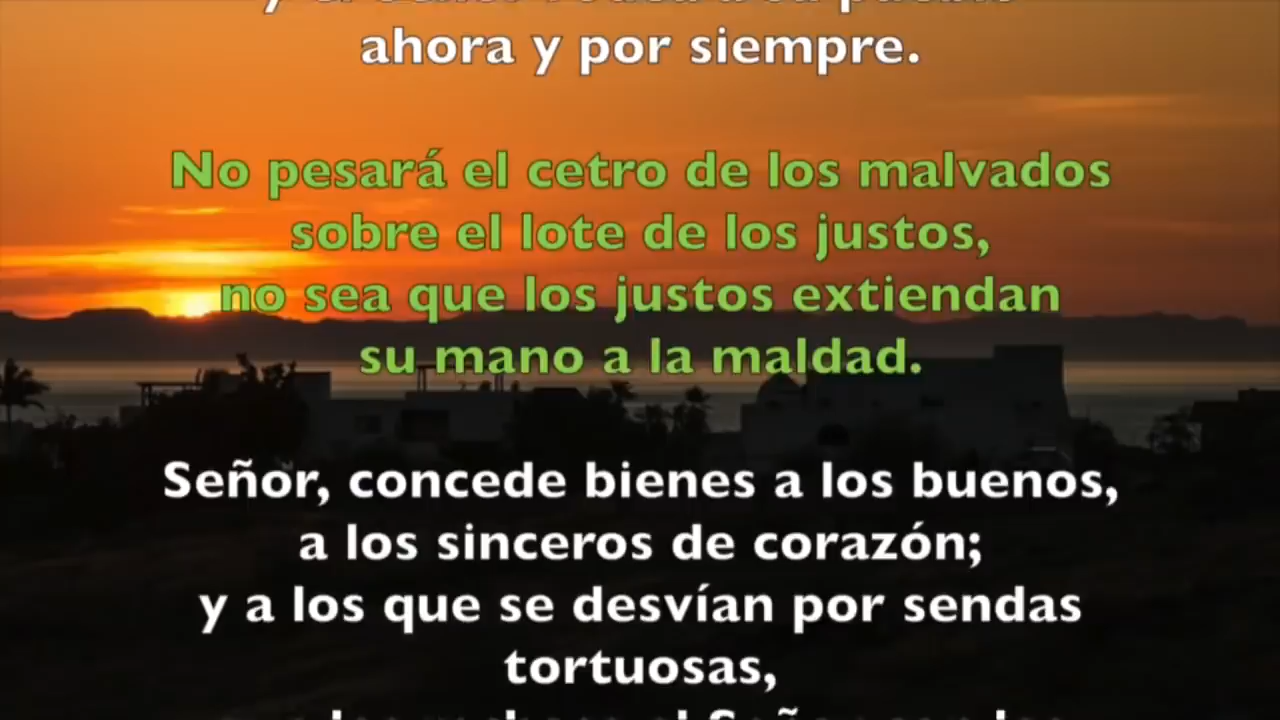 ahora y por siempre.
No pesará el cetro de los malvados
sobre el lote de los justos,
no sea que los justos extiendan
su mano a la maldad.
Señor, concede bienes a los buenos,
a los sinceros de corazón;
y a los que se desvían por sendas
tortuosas,